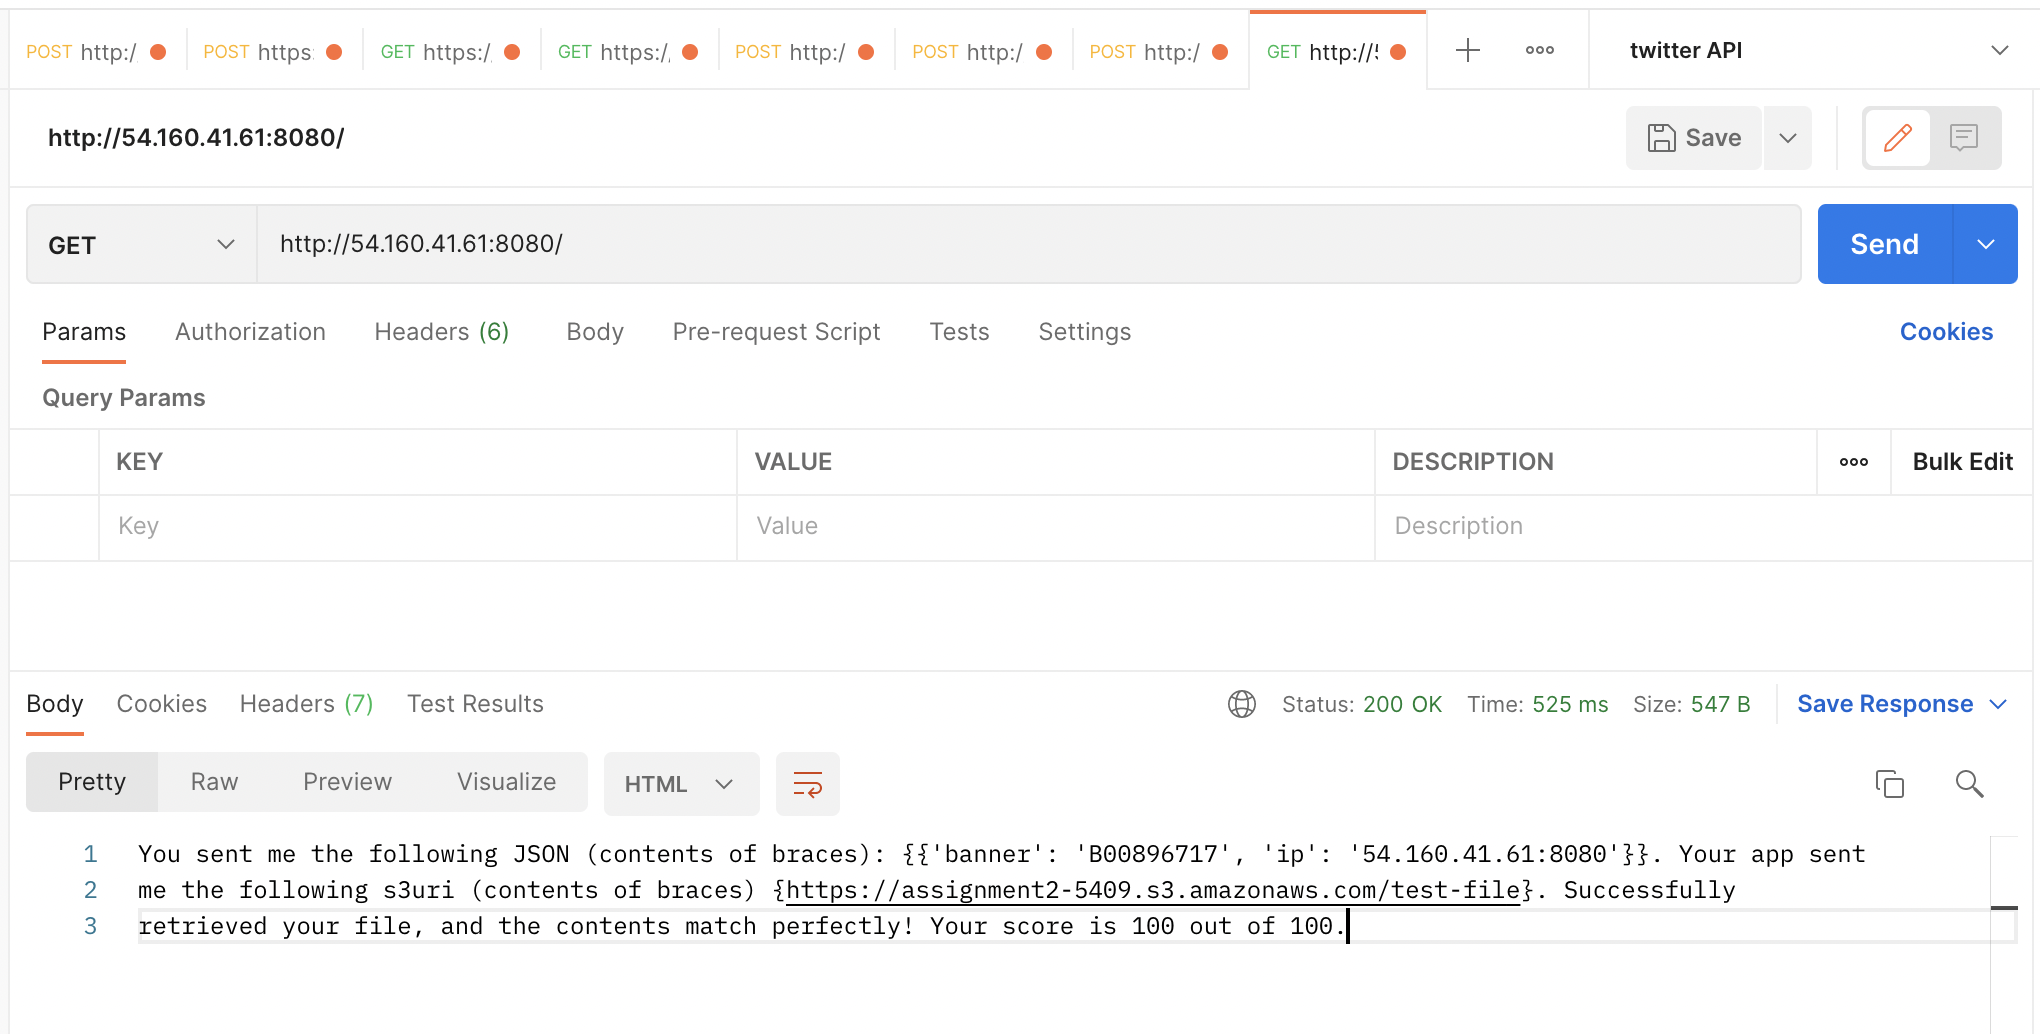 POST http:/ POST https: GET https:/ GET https:/ POST http:/ POST http:/ POST http:/ GET http://5 twitter API
http://54.160.41.61:8080/ Save
GET http://54.160.41.61:8080/ Send
Params Authorization Headers (6) Body Pre-request Script Tests Settings Cookies
Query Params
KEY VALUE DESCRIPTION Bulk Edit
Key Value Description
Body Cookies Headers (7) Test Results Status: 200 OK Time: 525 ms Size: 547 B Save Response
Pretty Raw Preview Visualize HTML
1 You sent me the following JSON (contents of braces): {{'banner': 'B00896717', 'ip': '54.160.41.61:8080'}}. Your app sent
2 me the following s3uri (contents of braces) {https://assignment2-5409.s3.amazonaws.com/test-file}. Successfully
3 retrieved your file, and the contents match perfectly! Your score is 100 out of 100.